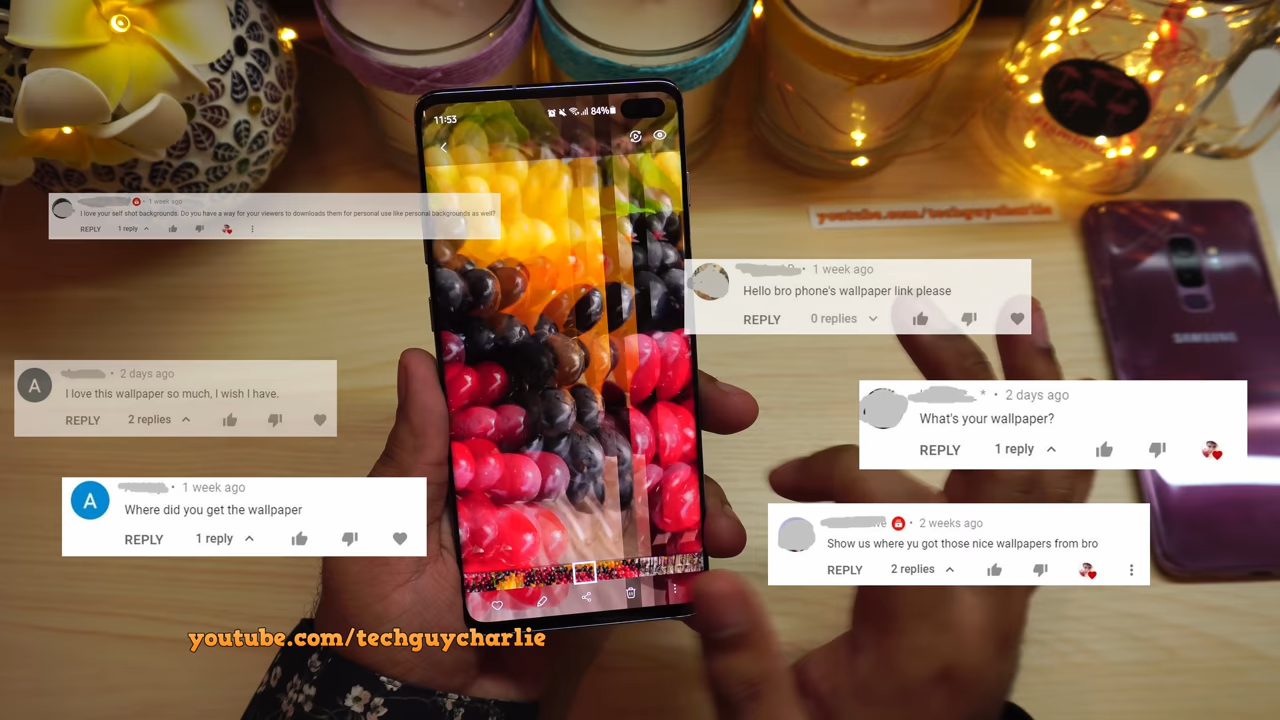 11:53
84%
1 week ago
I love your self shot backgrounds. Do you have a way for your viewers to downloads them for personal use like personal backgrounds as well?
REPLY 1 reply
youtube.com/techguycharlie
1 week ago
Hello bro phone's wallpaper link please
REPLY 0 replies
SAMSUNG
A
2 days ago
I love this wallpaper so much, I wish I have.
REPLY 2 replies
2 days ago
What's your wallpaper?
REPLY 1 reply
A
1 week ago
Where did you get the wallpaper
REPLY 1 reply
2 weeks ago
Show us where yu got those nice wallpapers from bro
REPLY 2 replies
youtube.com/techguycharlie